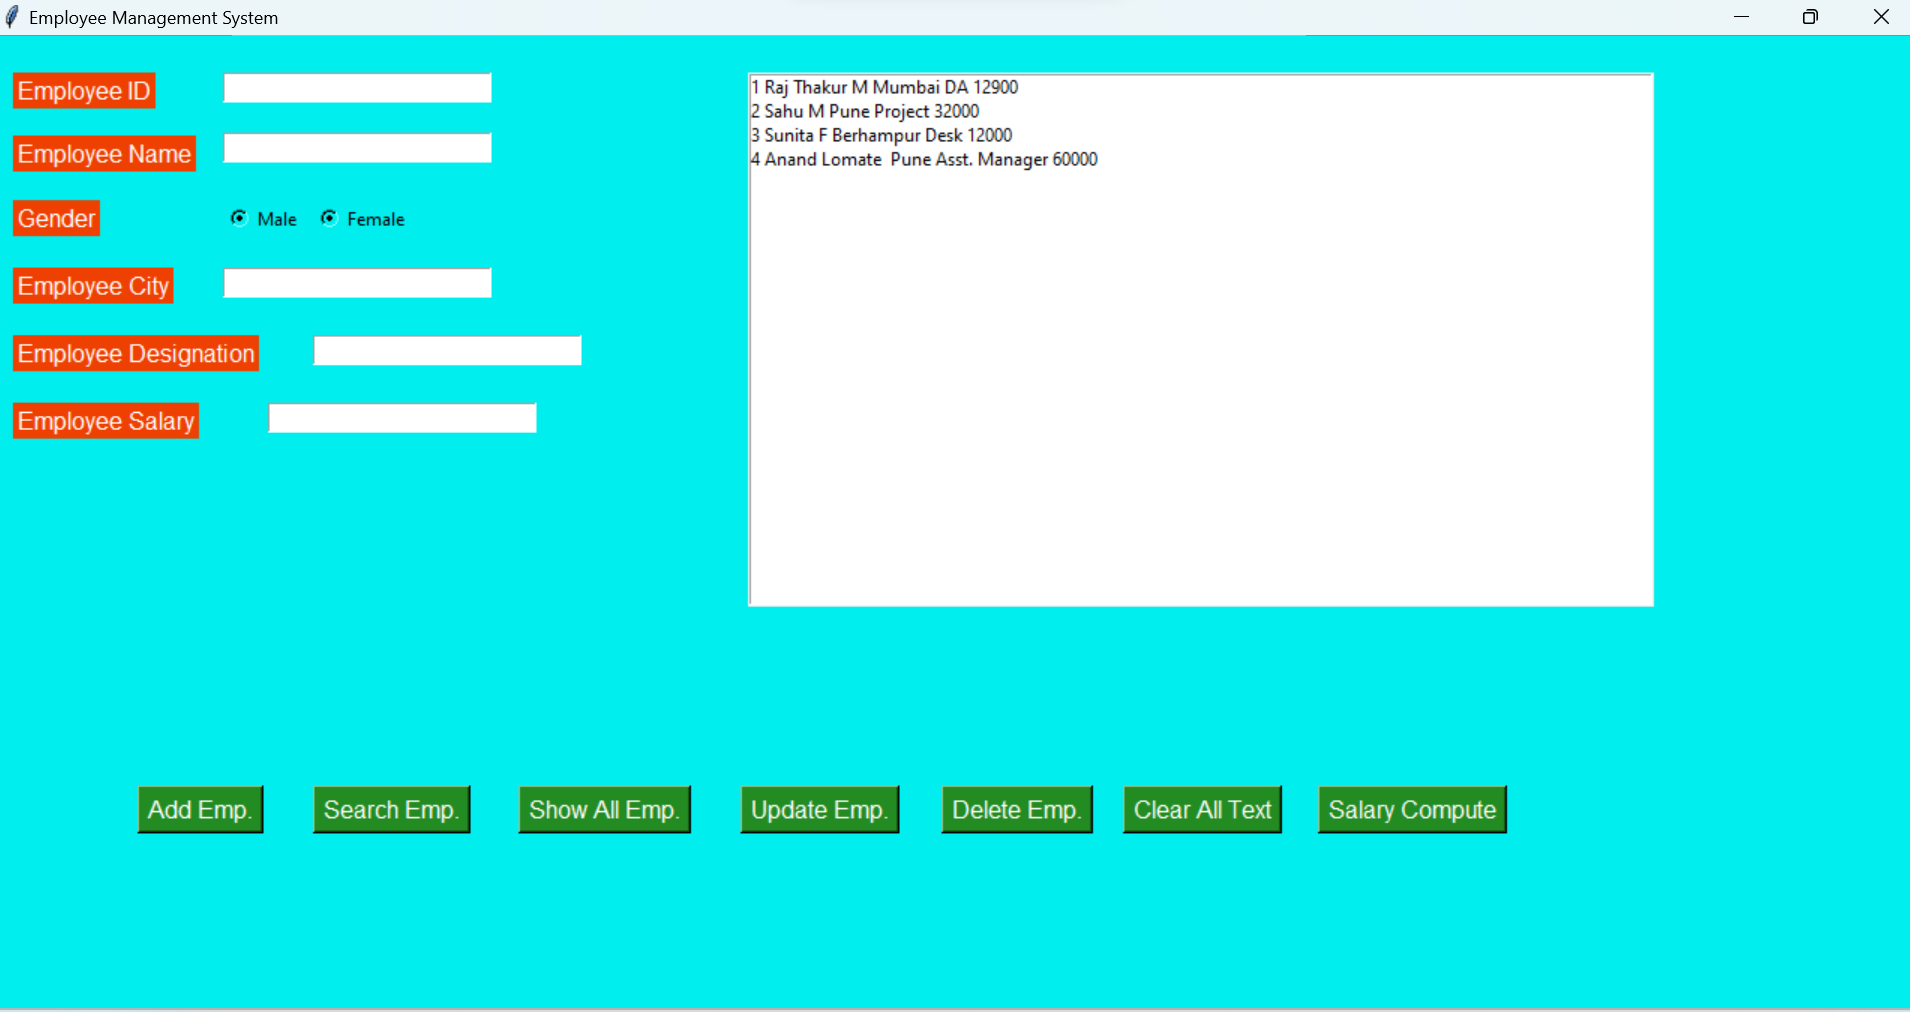 Employee Management System
Employee ID
Employee Name
Gender
Male Female
Employee City
Employee Designation
Employee Salary
1 Raj Thakur M Mumbai DA 12900
2 Sahu M Pune Project 32000
3 Sunita F Berhampur Desk 12000
4 Anand Lomate  Pune Asst. Manager 60000
Add Emp. Search Emp. Show All Emp. Update Emp. Delete Emp. Clear All Text Salary Compute